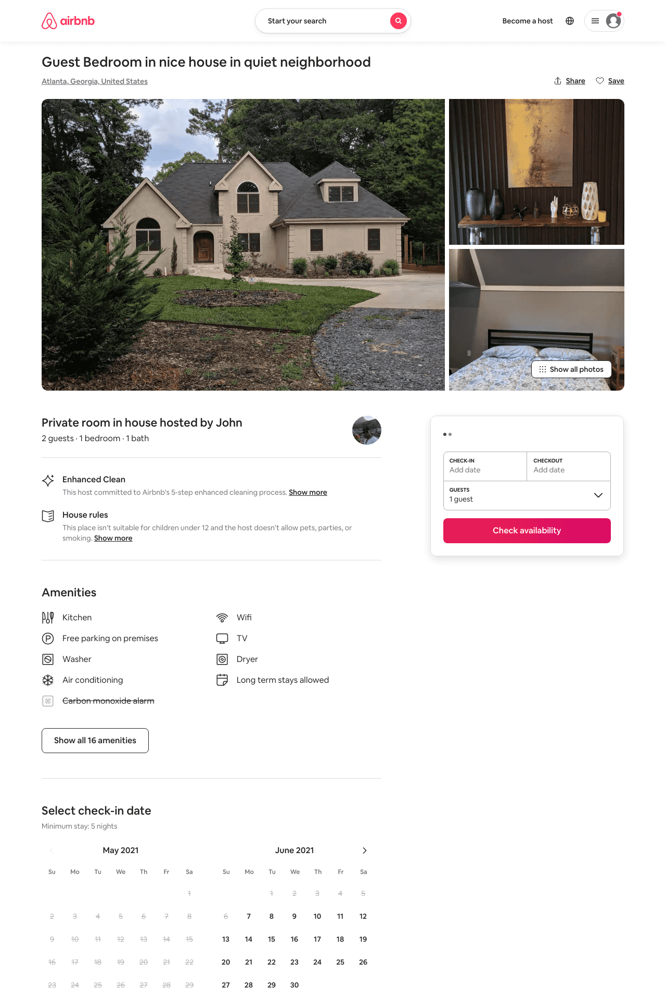 airbnb
Start your search
Become a host
Guest Bedroom in nice house in quiet neighborhood
Atlanta, Georgia, United States
Share
Save
Show all photos
Private room in house hosted by John
2 guests · 1 bedroom · 1 bath
Enhanced Clean
This host committed to Airbnb's 5-step enhanced cleaning process. Show more
House rules
This place isn’t suitable for children under 12 and the host doesn’t allow pets, parties, or
smoking. Show more
CHECK-IN
Add date
CHECKOUT
Add date
GUESTS
1 guest
Check availability
Amenities
Kitchen
Wifi
Free parking on premises
TV
Washer
Dryer
Air conditioning
Long term stays allowed
Carbon monoxide alarm
Show all 16 amenities
Select check-in date
Minimum stay: 5 nights
May 2021
Su Mo Tu We Th Fr Sa
1
2 3 4 5 6 7 8
9 10 11 12 13 14 15
16 17 18 19 20 21 22
23 24 25 26 27 28 29
June 2021
Su Mo Tu We Th Fr Sa
1 2 3 4 5
6 7 8 9 10 11 12
13 14 15 16 17 18 19
20 21 22 23 24 25 26
27 28 29 30